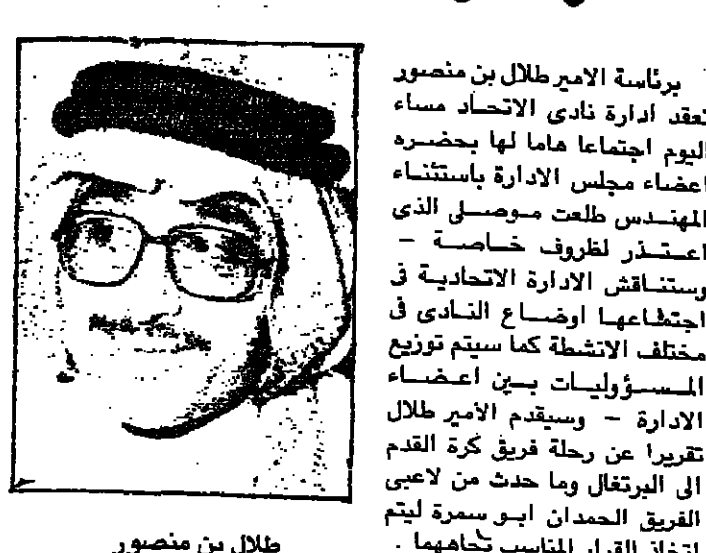 برئاسة الامير طلال بن منصور
تعقد ادارة نادى الاتحاد مساء
اليوم اجتماعا هاما لها يحضره
اعضاء مجلس الادارة باستثناء
المهندس طلعت موصلى الذى
اعتذر لظروف خاصة –
وستناقش الادارة الاتحادية فى
اجتماعها اوضاع النادى فى
مختلف الانشطة كما سيتم توزيع
المسؤوليات بين اعضاء
الادارة – وسيقدم الأمير طلال
تقريرا عن رحلة فريق كرة القدم
الى البرتغال وما حدث من لاعبى
الفريق الحمدان ابو سمرة ليتم
اتخاذ القرار المناسب تجاههما .
طلال بن منصور